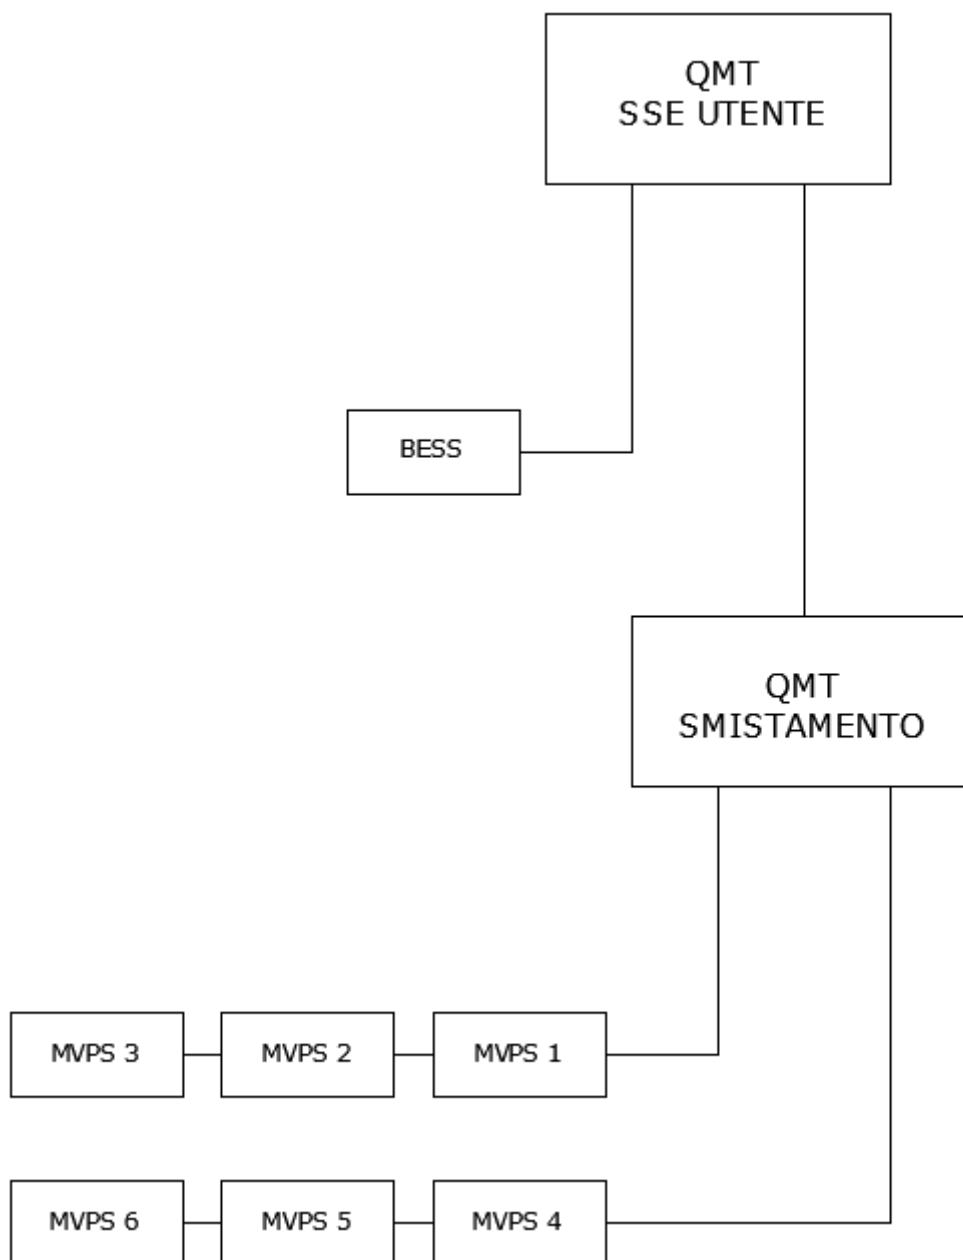 QMT
SSE UTENTE
BESS
QMT
SMISTAMENTO
MVPS 3
MVPS 2
MVPS 1
MVPS 6
MVPS 5
MVPS 4